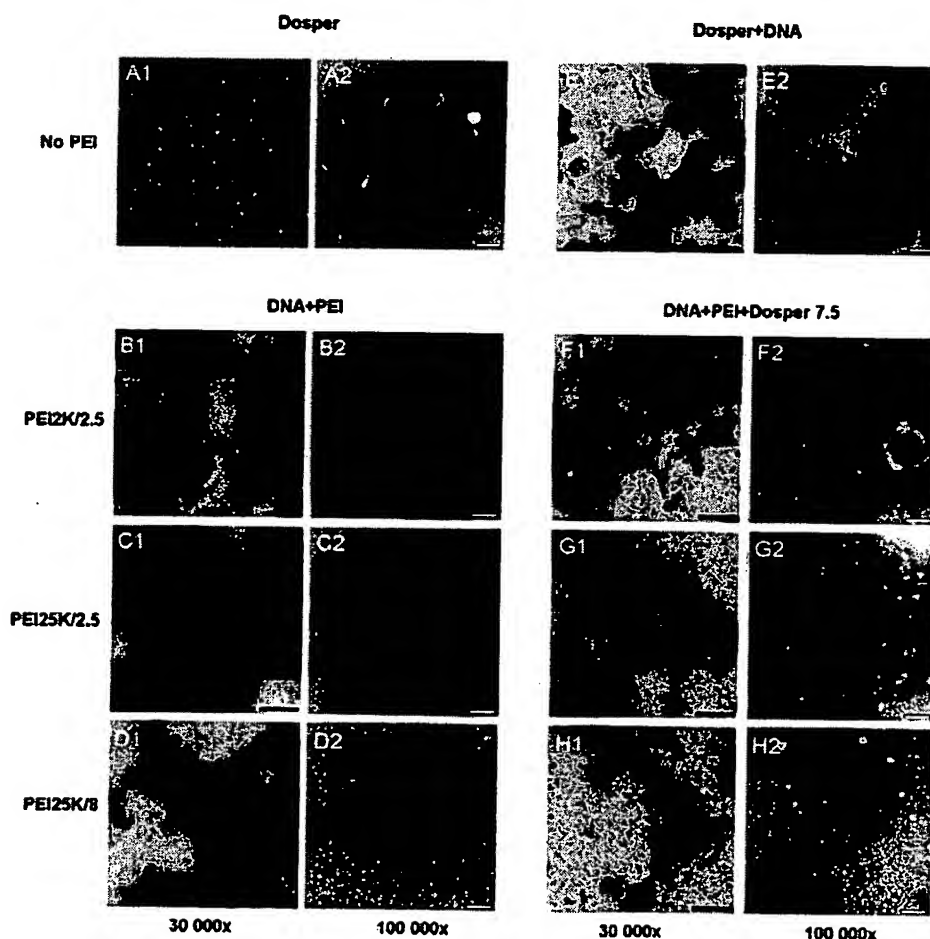 Dosper
Dosper+DNA
No PEI
A1
A2
E1
E2
DNA+PEI
DNA+PEI+Dosper 7.5
PEI2K/2.5
B1
B2
F1
F2
PEI25K/2.5
C1
C2
G1
G2
PEI25K/8
D1
D2
H1
H2
30 000x
100 000x
30 000x
100 000x